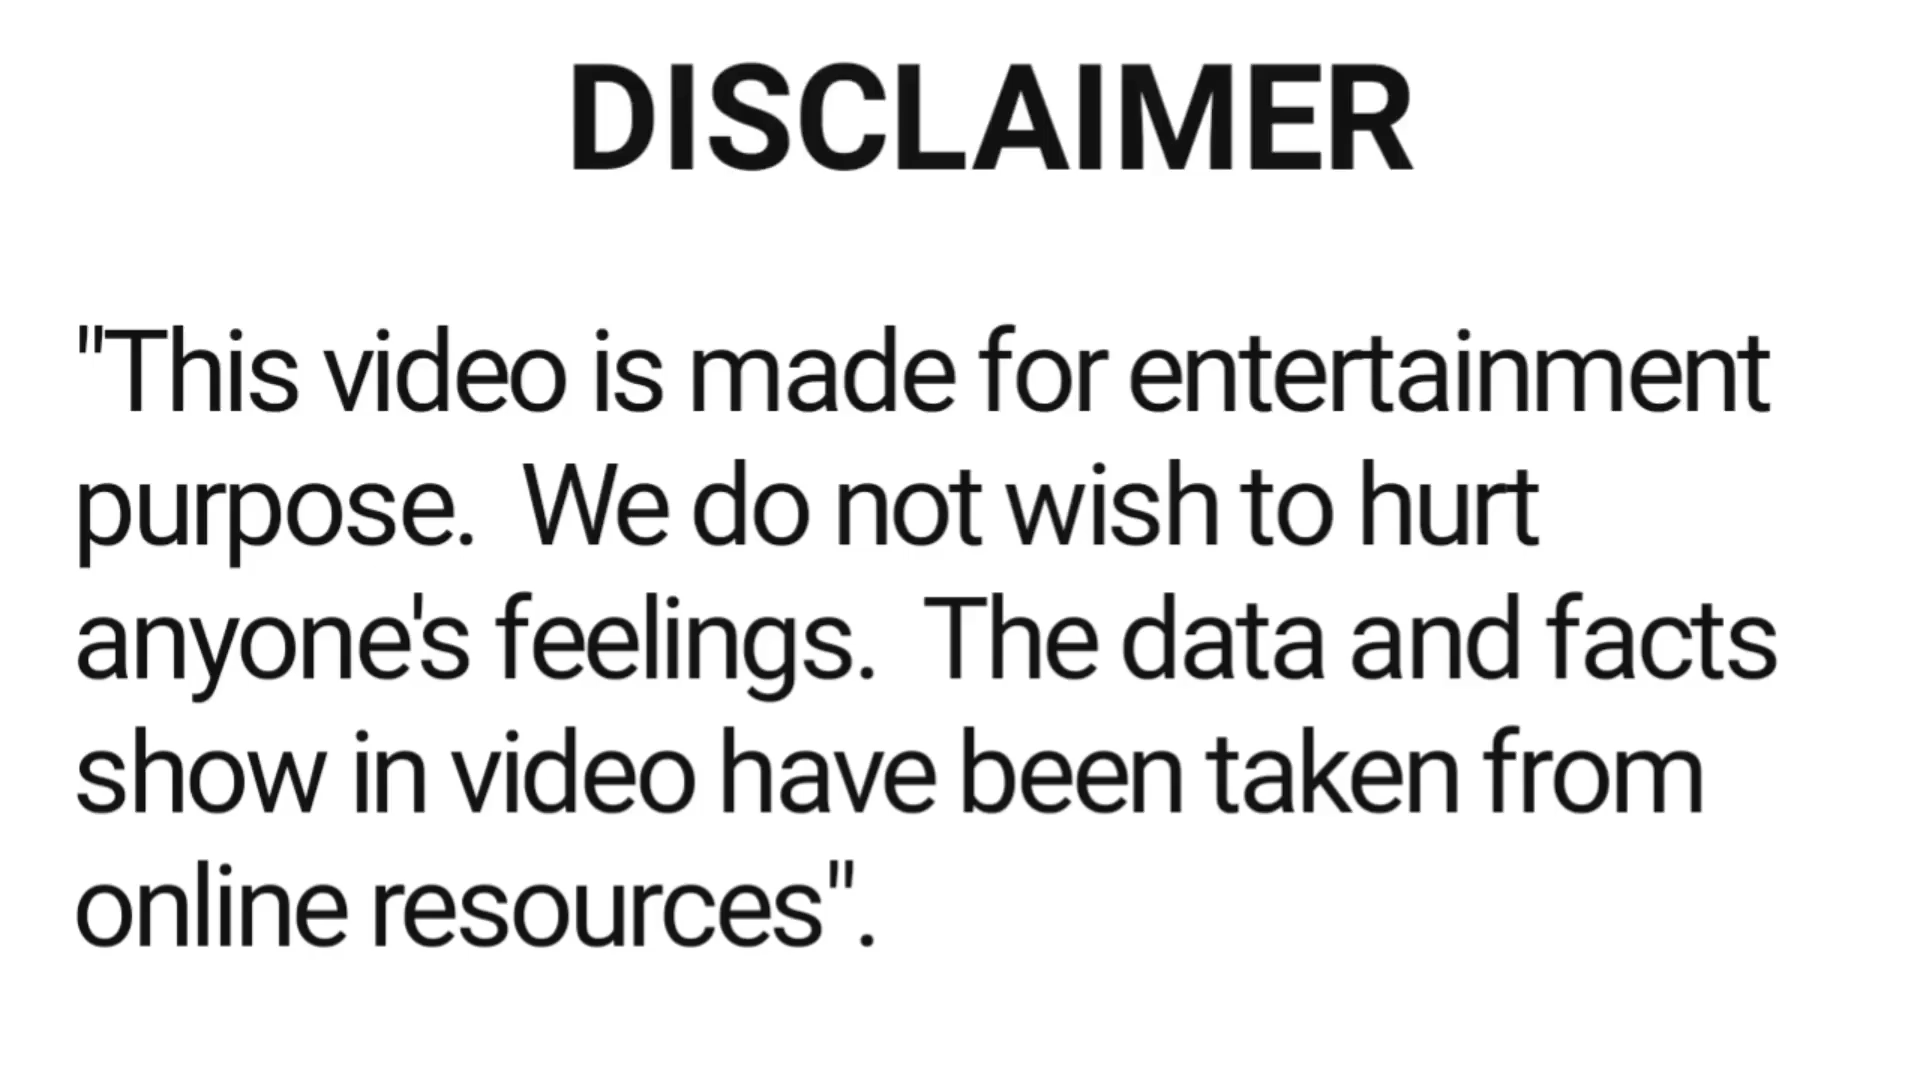 DISCLAIMER
"This video is made for entertainment
purpose.  We do not wish to hurt
anyone's feelings.  The data and facts
show in video have been taken from
online resources".